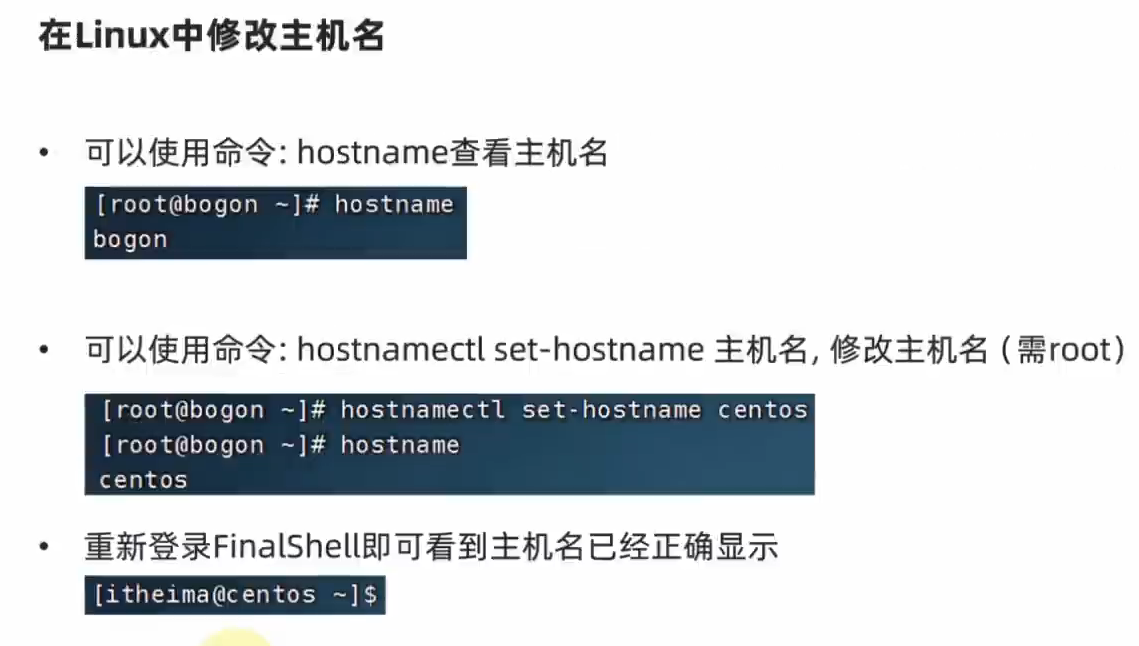 在Linux中修改主机名
• 可以使用命令: hostname查看主机名
[root@bogon ~]# hostname
bogon
• 可以使用命令: hostnamectl set-hostname 主机名, 修改主机名 (需root)
[root@bogon ~]# hostnamectl set-hostname centos
[root@bogon ~]# hostname
centos
• 重新登录FinalShell即可看到主机名已经正确显示
[itheima@centos ~]$